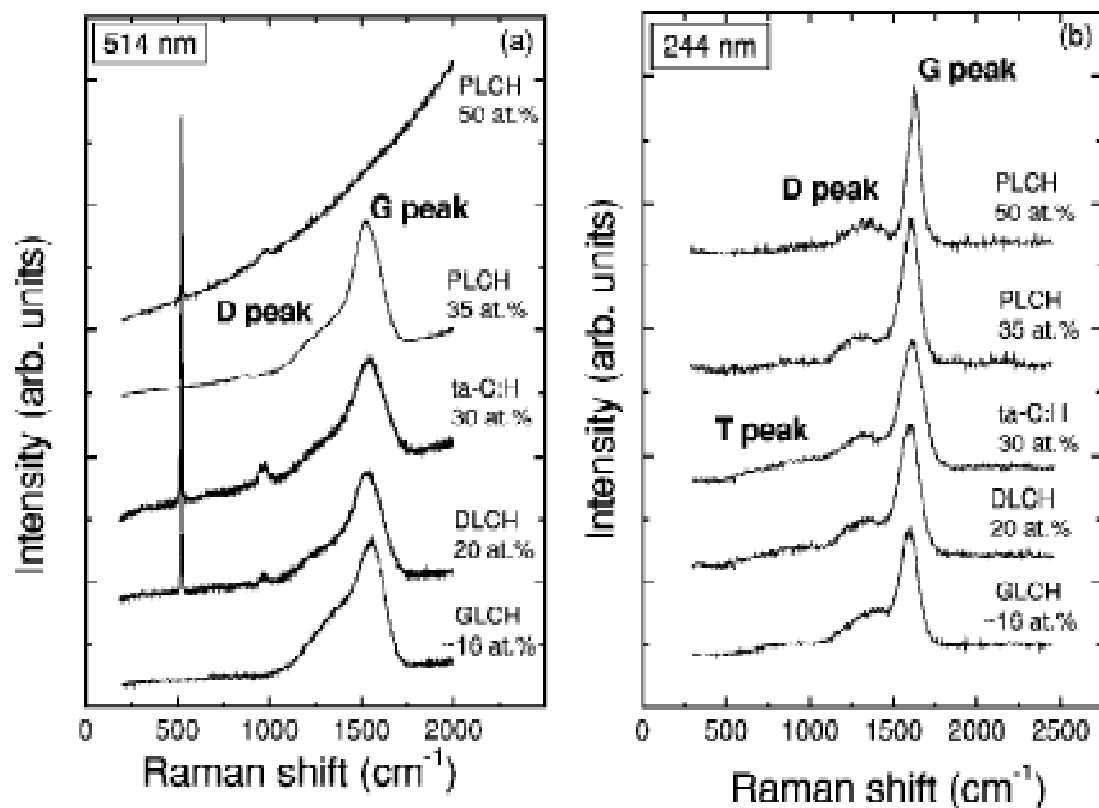 514 nm
(a)
PLCH
50 at.%
G peak
PLCH
35 at.%
D peak
ta-C:H
30 at.%
DLCH
20 at.%
GLCH
~16 at.%
0 500 1000 1500 2000
Raman shift (cm-1)
Intensity (arb. units)
244 nm
(b)
G peak
D peak
PLCH
50 at.%
PLCH
35 at.%
T peak
ta-C:H
30 at.%
DLCH
20 at.%
GLCH
~16 at.%
0 500 1000 1500 2000 2500
Raman shift (cm-1)
Intensity (arb. units)